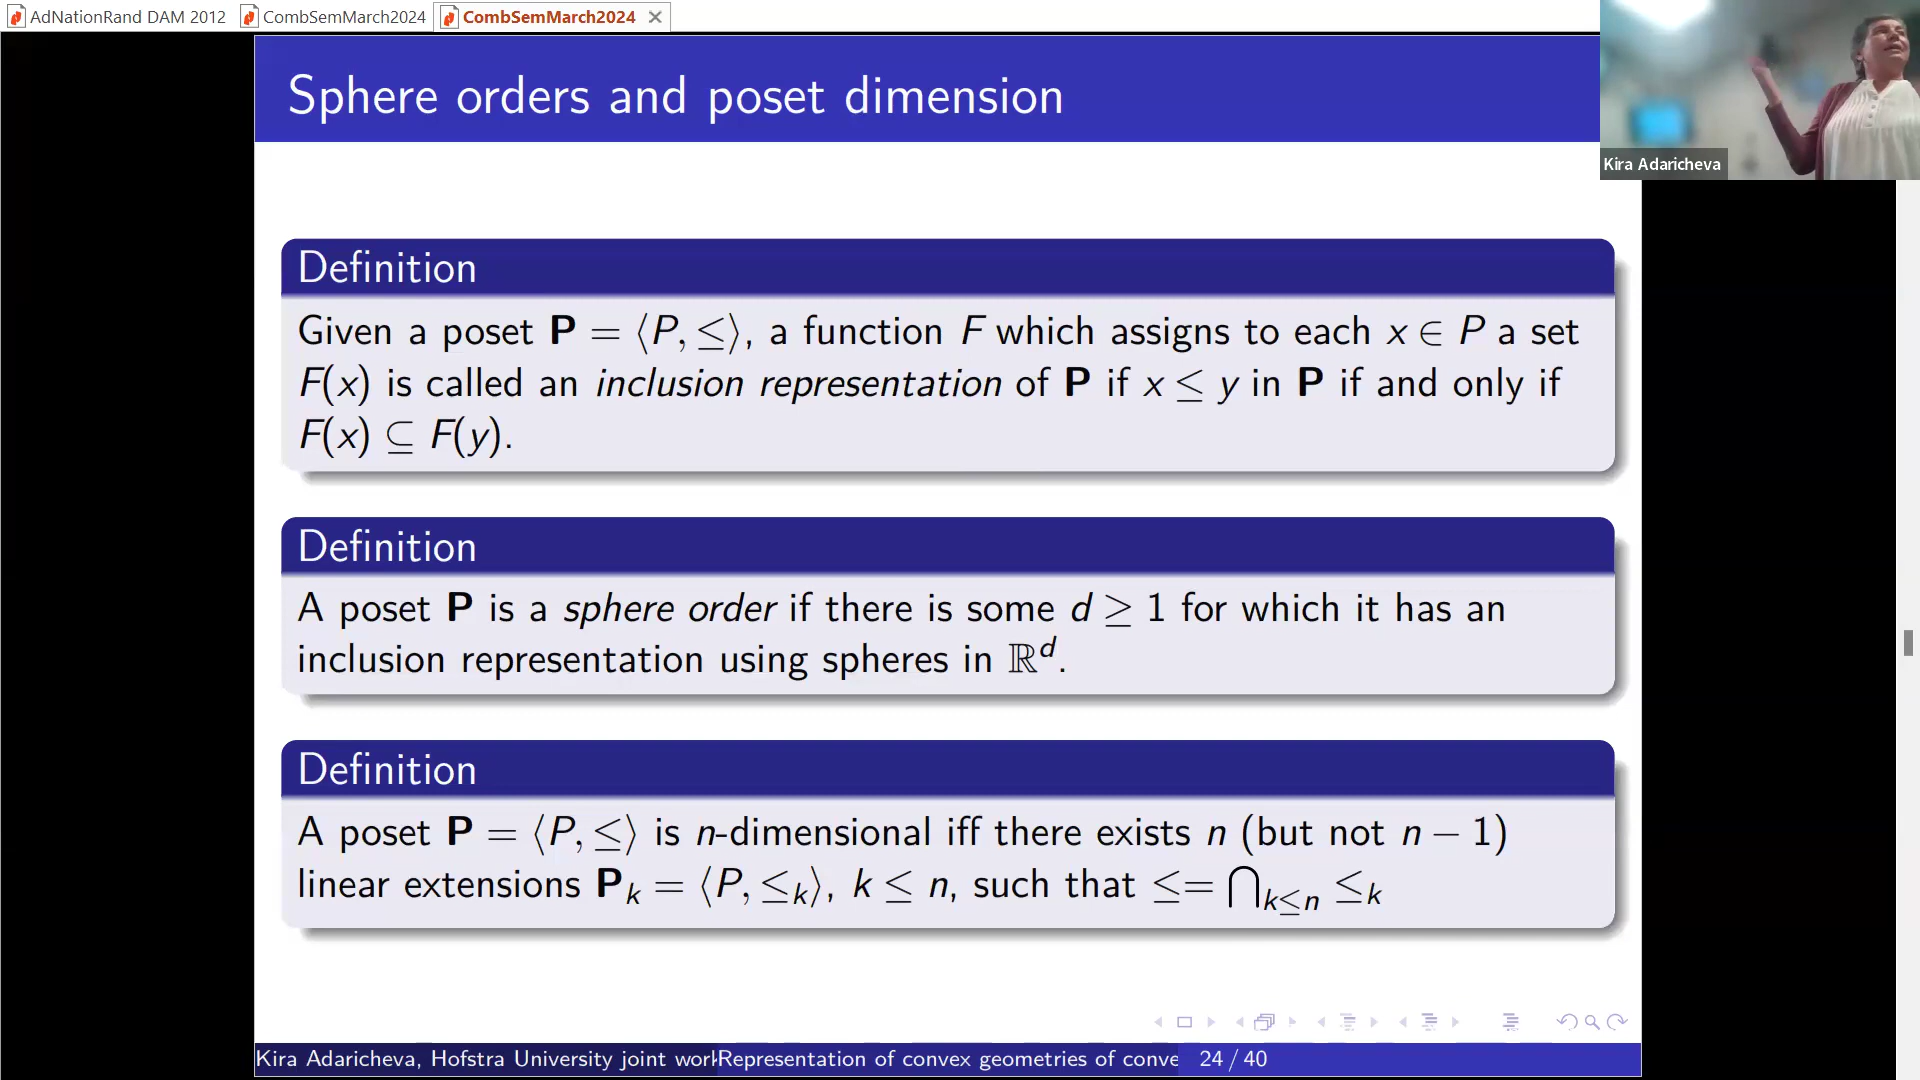 AdNationRand DAM 2012 CombSemMarch2024 CombSemMarch2024
Sphere orders and poset dimension
Kira Adaricheva
Definition
Given a poset P = ⟨P, ≤⟩, a function F which assigns to each x ∈ P a set
F(x) is called an inclusion representation of P if x ≤ y in P if and only if
F(x) ⊆ F(y).
Definition
A poset P is a sphere order if there is some d ≥ 1 for which it has an
inclusion representation using spheres in ℝ^d.
Definition
A poset P = ⟨P, ≤⟩ is n-dimensional iff there exists n (but not n − 1)
linear extensions P_k = ⟨P, ≤_k⟩, k ≤ n, such that ≤= ⋂_{k≤n} ≤_k
Kira Adaricheva, Hofstra University joint work Representation of convex geometries of conve 24 / 40